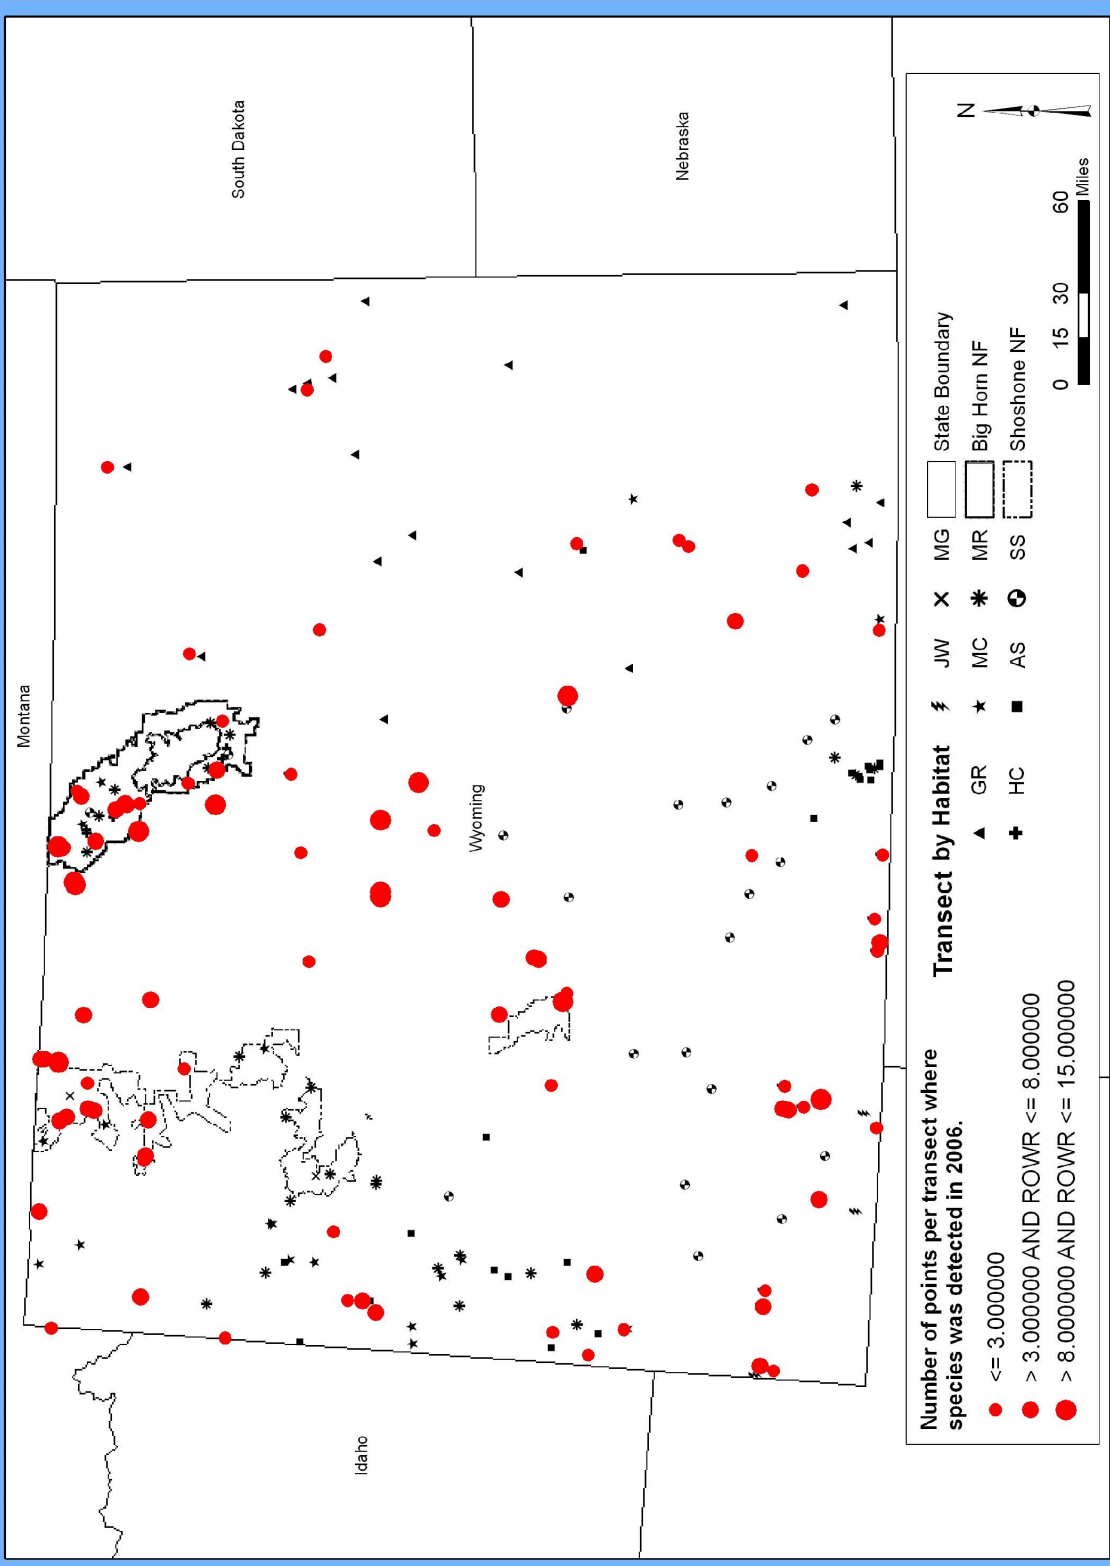 Montana
South Dakota
Wyoming
Nebraska
Idaho
Number of points per transect where
species was detected in 2006.
<= 3.000000
> 3.000000 AND ROWR <= 8.000000
> 8.000000 AND ROWR <= 15.000000
Transect by Habitat
GR
JW
MG
HC
MC
MR
AS
SS
State Boundary
Big Horn NF
Shoshone NF
N
0 15 30 60
Miles